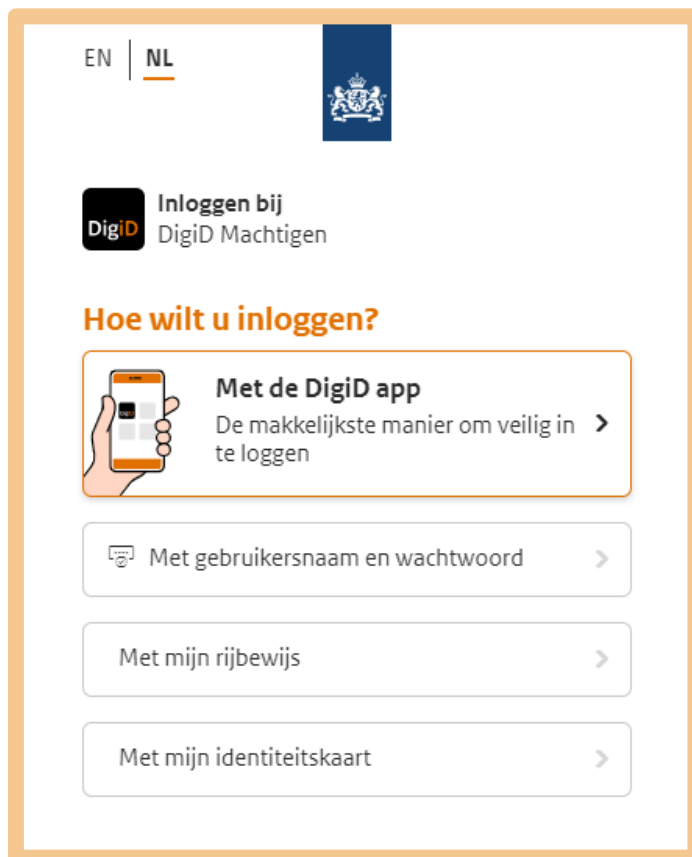 EN NL
DigiD
Inloggen bij
DigiD Machtigen
Hoe wilt u inloggen?
Met de DigiD app
De makkelijkste manier om veilig in
te loggen
Met gebruikersnaam en wachtwoord
Met mijn rijbewijs
Met mijn identiteitskaart